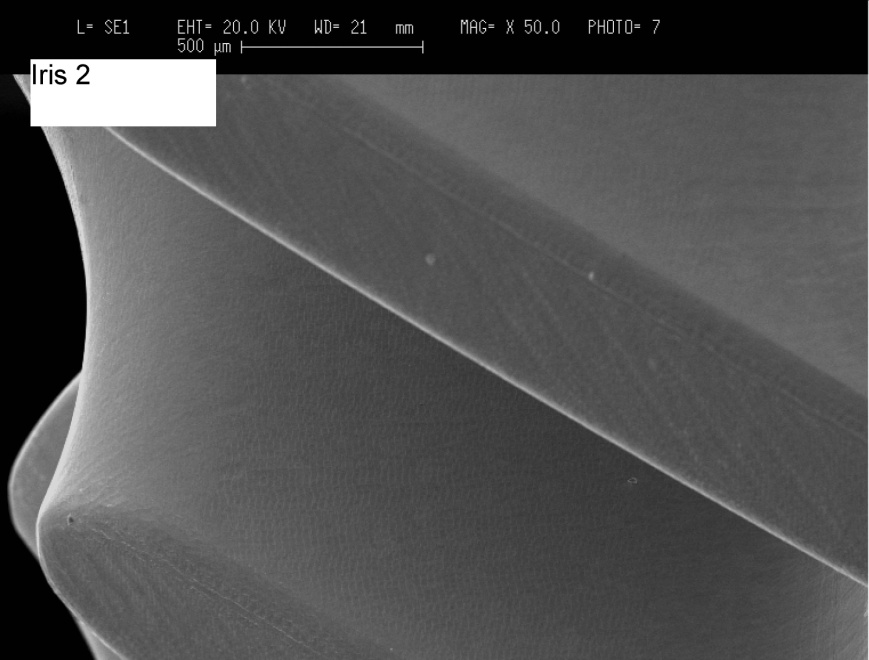 L= SE1 EHT= 20.0 KV WD= 21 mm MAG= X 50.0 PHOTO= 7
500 µm
Iris 2